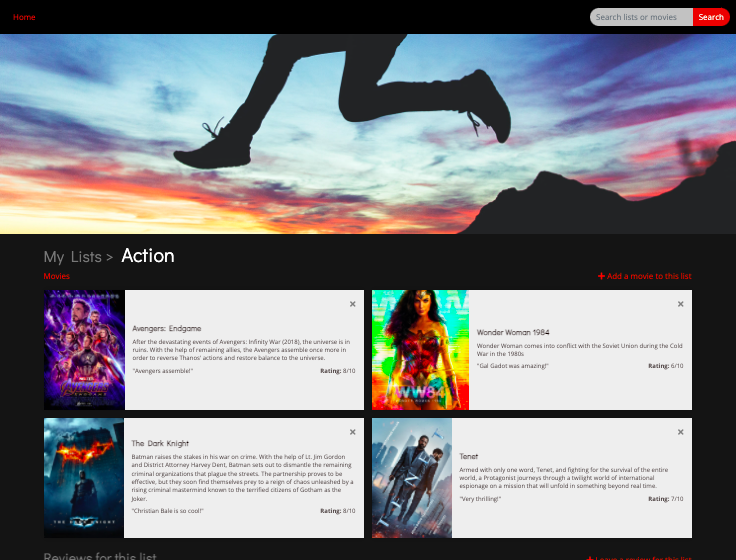 Home
Search lists or movies
Search
My Lists > Action
Movies
+ Add a movie to this list
×
Avengers: Endgame
After the devastating events of Avengers: Infinity War (2018), the universe is in
ruins. With the help of remaining allies, the Avengers assemble once more in
order to reverse Thanos' actions and restore balance to the universe.
"Avengers assemble!"
Rating: 8/10
×
Wonder Woman 1984
Wonder Woman comes into conflict with the Soviet Union during the Cold
War in the 1980s
"Gal Gadot was amazing!"
Rating: 6/10
WW84
×
The Dark Knight
Batman raises the stakes in his war on crime. With the help of Lt. Jim Gordon
and District Attorney Harvey Dent, Batman sets out to dismantle the remaining
criminal organizations that plague the streets. The partnership proves to be
effective, but they soon find themselves prey to a reign of chaos unleashed by a
rising criminal mastermind known to the terrified citizens of Gotham as the
Joker.
"Christian Bale is so cool!"
Rating: 8/10
THE DARK KNIGHT
×
Tenet
Armed with only one word, Tenet, and fighting for the survival of the entire
world, a Protagonist journeys through a twilight world of international
espionage on a mission that will unfold in something beyond real time.
"Very thrilling!"
Rating: 7/10
Reviews for this list
+ Leave a review for this list